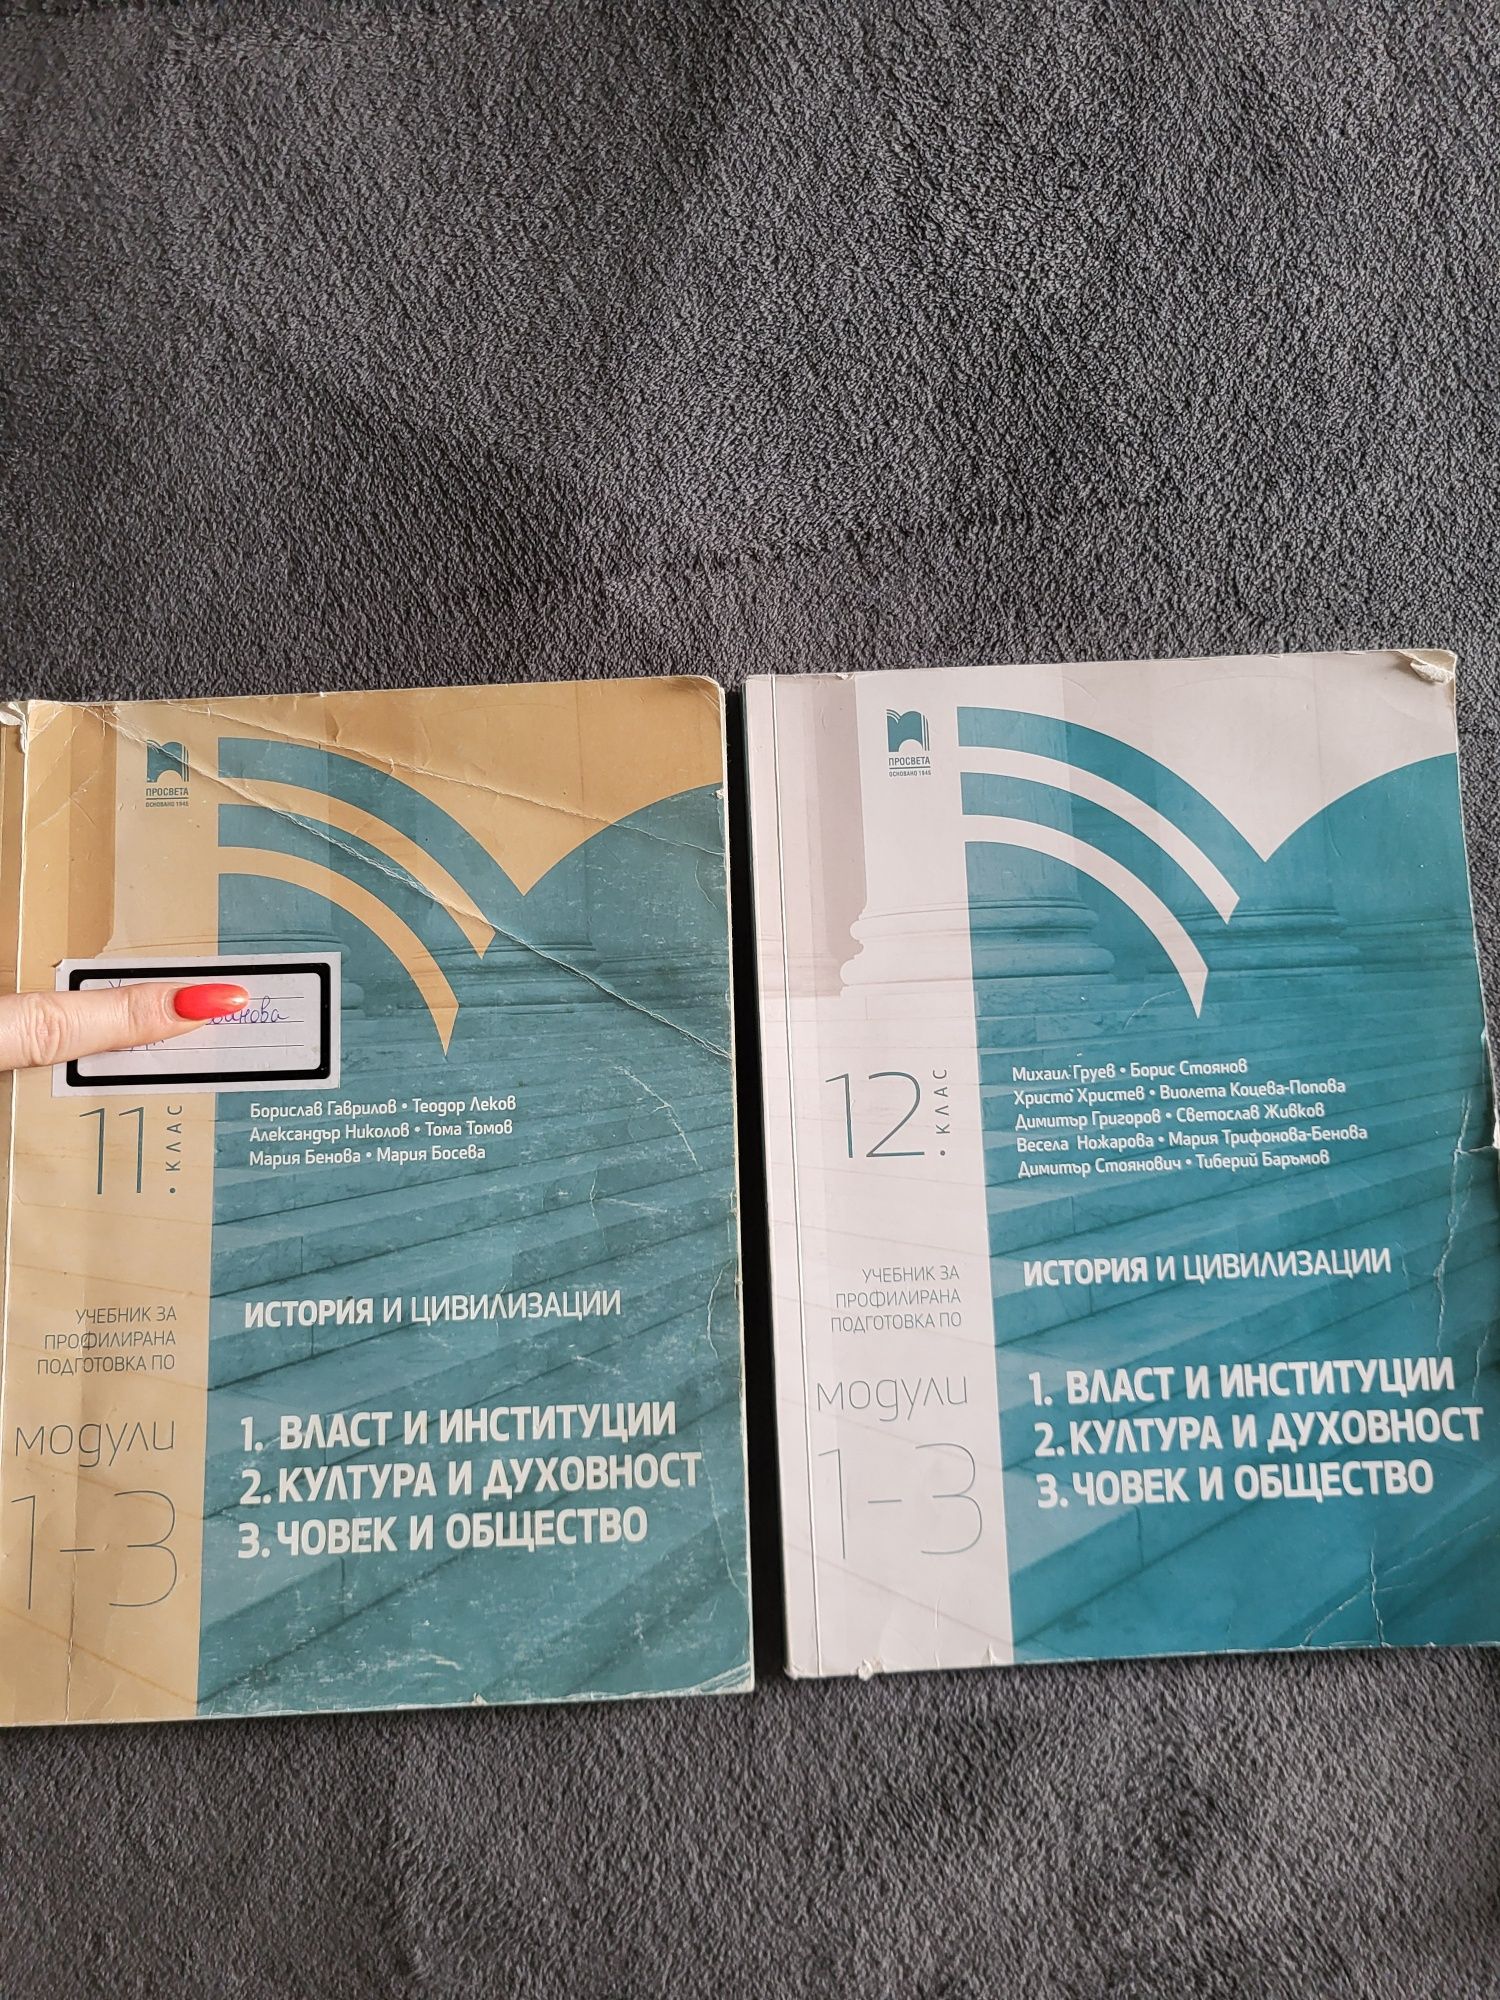 ПРОСВЕТА
ОСНОВАНО 1945
11. КЛАС
Борислав Гаврилов • Теодор Леков
Александър Николов • Тома Томов
Мария Бенова • Мария Босева
УЧЕБНИК ЗА
ПРОФИЛИРАНА
ПОДГОТОВКА ПО
ИСТОРИЯ И ЦИВИЛИЗАЦИИ
модули
1-3
1. ВЛАСТ И ИНСТИТУЦИИ
2. КУЛТУРА И ДУХОВНОСТ
3. ЧОВЕК И ОБЩЕСТВО
ПРОСВЕТА
ОСНОВАНО 1945
12. КЛАС
Михаил Груев • Борис Стоянов
Христо Христев • Виолета Коцева-Попова
Димитър Григоров • Светослав Живков
Весела Ножарова • Мария Трифонова-Бенова
Димитър Стоянович • Тиберий Баръмов
УЧЕБНИК ЗА
ПРОФИЛИРАНА
ПОДГОТОВКА ПО
ИСТОРИЯ И ЦИВИЛИЗАЦИИ
модули
1-3
1. ВЛАСТ И ИНСТИТУЦИИ
2. КУЛТУРА И ДУХОВНОСТ
3. ЧОВЕК И ОБЩЕСТВО